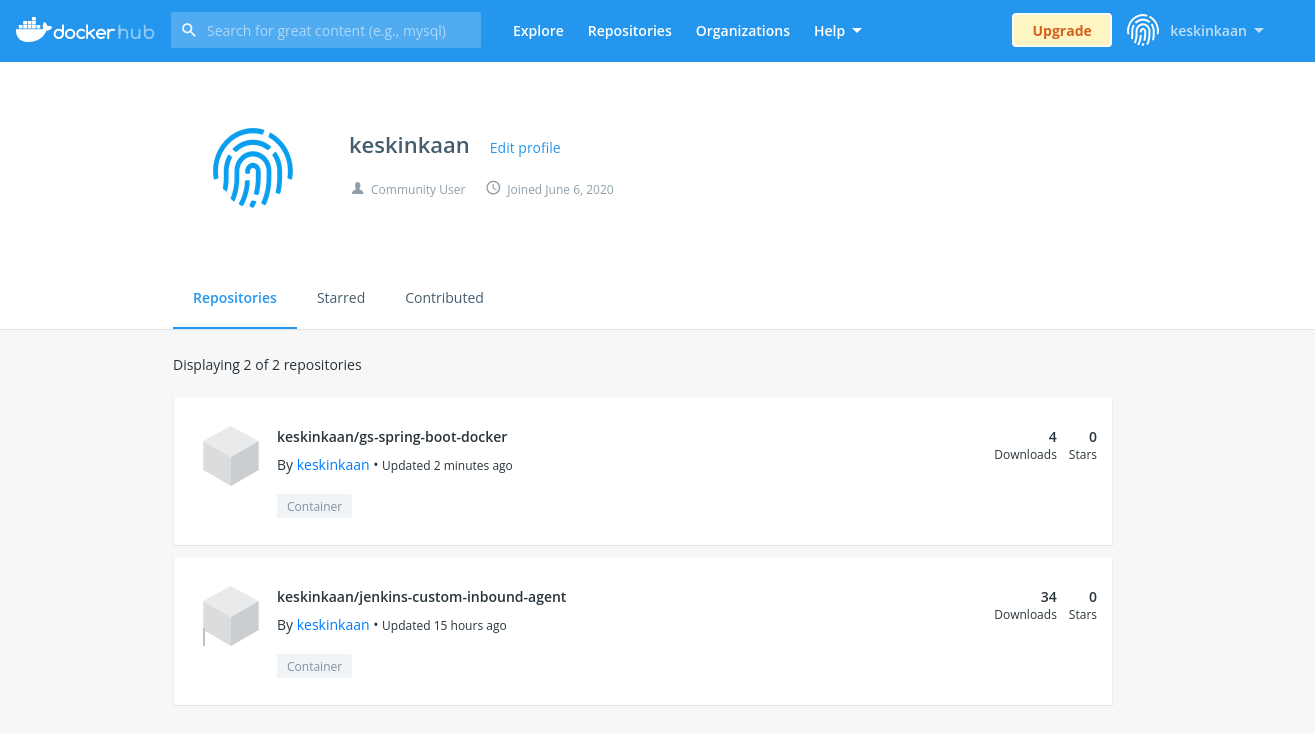 dockerhub Search for great content (e.g., mysql) Explore Repositories Organizations Help Upgrade keskinkaan
keskinkaan Edit profile
Community User Joined June 6, 2020
Repositories Starred Contributed
Displaying 2 of 2 repositories
keskinkaan/gs-spring-boot-docker 4 0
Downloads Stars
By keskinkaan • Updated 2 minutes ago
Container
keskinkaan/jenkins-custom-inbound-agent 34 0
Downloads Stars
By keskinkaan • Updated 15 hours ago
Container